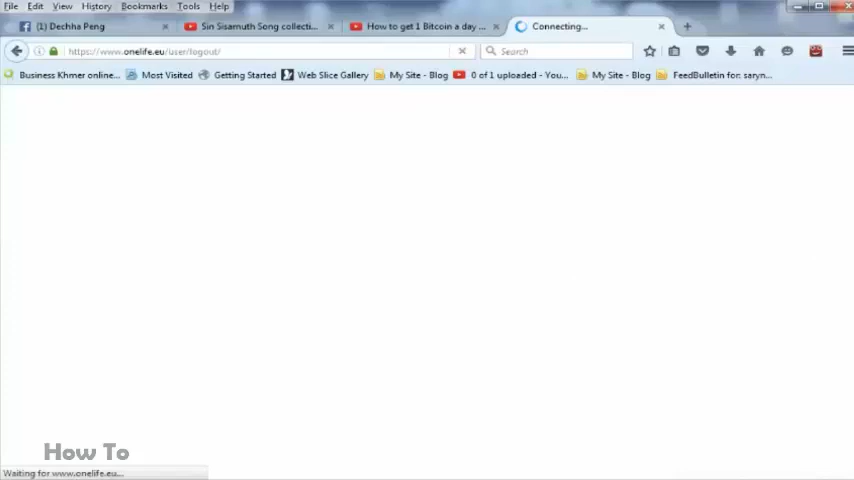 File Edit View History Bookmarks Tools Help
(1) Dechha Peng Sin Sisamuth Song collecti... How to get 1 Bitcoin a day ... Connecting...
https://www.onelife.eu/user/logout/ Search
Business Khmer online... Most Visited Getting Started Web Slice Gallery My Site - Blog 0 of 1 uploaded - You... My Site - Blog FeedBulletin for: saryn...
How To
Waiting for www.onelife.eu...